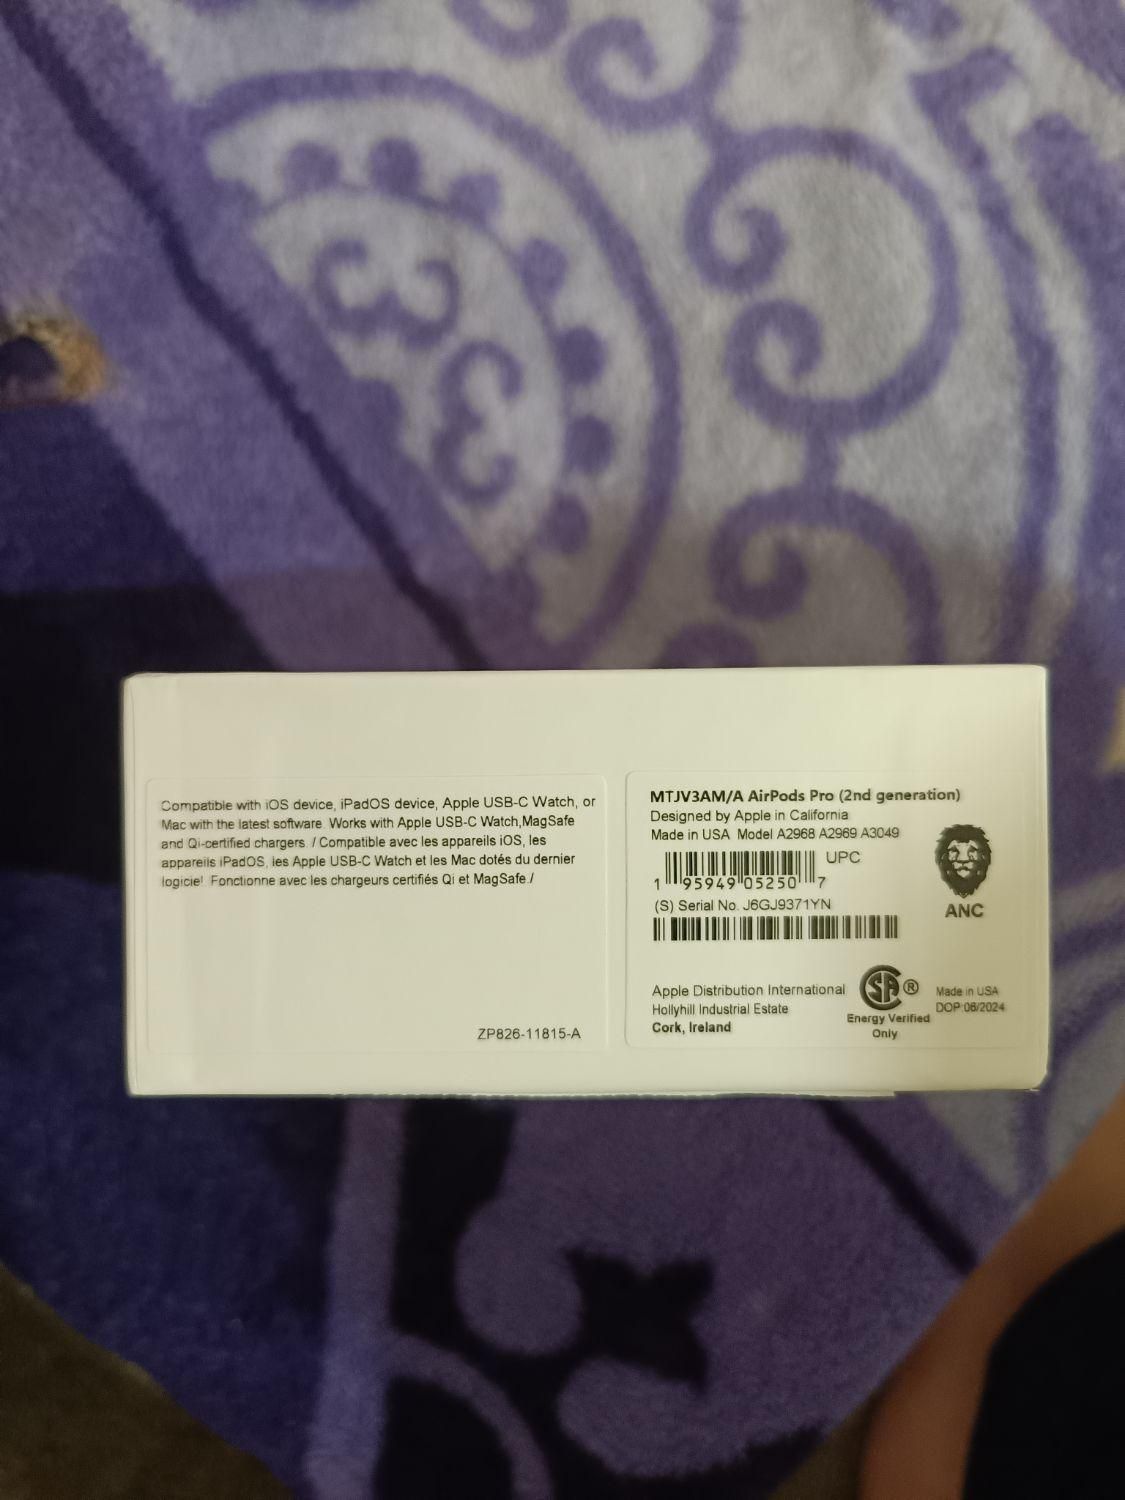 Compatible with iOS device, iPadOS device, Apple USB-C Watch, or
Mac with the latest software. Works with Apple USB-C Watch,MagSafe
and Qi-certified chargers. / Compatible avec les appareils iOS, les
appareils iPadOS, les Apple USB-C Watch et les Mac dotés du dernier
logicie! Fonctionne avec les chargeurs certifiés Qi et MagSafe./
ZP826-11815-A
MTJV3AM/A AirPods Pro (2nd generation)
Designed by Apple in California
Made in USA Model A2968 A2969 A3049
UPC
1 95949 05250 7
(S) Serial No. J6GJ9371YN
ANC
Apple Distribution International
Hollyhill Industrial Estate
Cork, Ireland
SA ®
Energy Verified
Only
Made in USA
DOP:06/2024